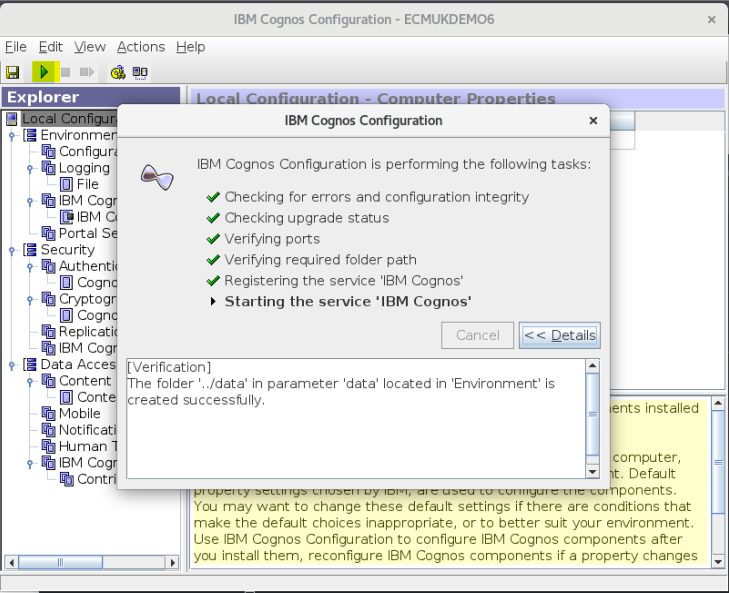 IBM Cognos Configuration - ECMUKDEMO6
File Edit View Actions Help
Explorer
Local Configuration - Computer Properties
Local Configur
Environmen
Configura
Logging
File
IBM Cogn
IBM Co
Portal Se
Security
Authentic
Cogno
Cryptogr
Cogno
Replicatio
IBM Cogn
Data Acces
Content
Conte
Mobile
Notificati
Human T
IBM Cogn
Contri
IBM Cognos Configuration
IBM Cognos Configuration is performing the following tasks:
Checking for errors and configuration integrity
Checking upgrade status
Verifying ports
Verifying required folder path
Registering the service 'IBM Cognos'
Starting the service 'IBM Cognos'
Cancel
<< Details
[Verification]
The folder '../data' in parameter 'data' located in 'Environment' is
created successfully.
ents installed
computer,
nt. Default
property settings chosen by IBM, are used to configure the components.
You may want to change these default settings if there are conditions that
make the default choices inappropriate, or to better suit your environment.
Use IBM Cognos Configuration to configure IBM Cognos components after
you install them, reconfigure IBM Cognos components if a property changes